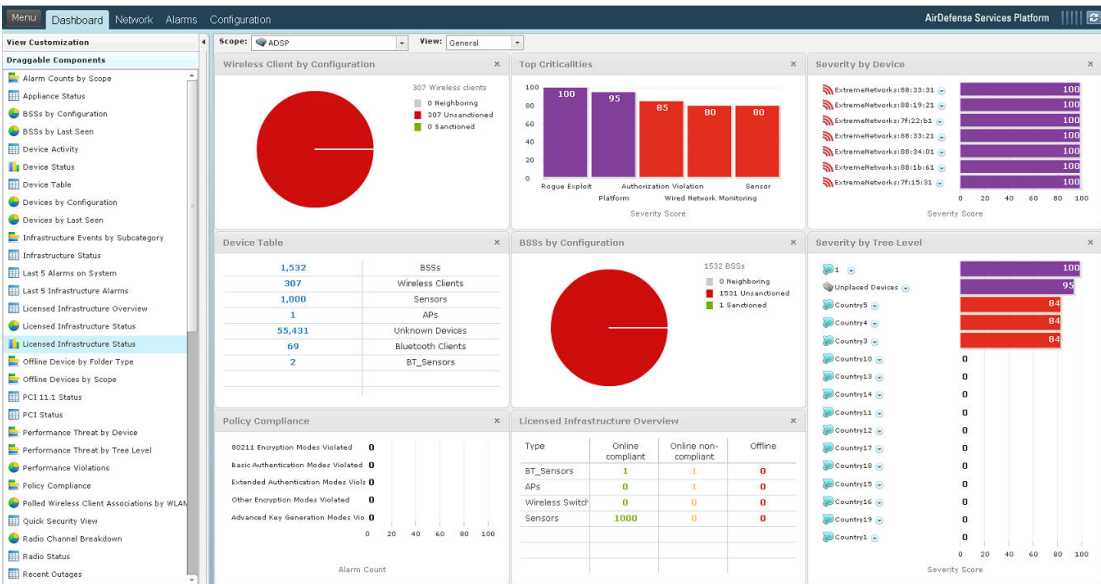 Menu Dashboard Network Alarms Configuration AirDefense Services Platform
View Customization
Draggable Components
Alarm Counts by Scope
Appliance Status
BSSs by Configuration
BSSs by Last Seen
Device Activity
Device Status
Device Table
Devices by Configuration
Devices by Last Seen
Infrastructure Events by Subcategory
Infrastructure Status
Last 5 Alarms on System
Last 5 Infrastructure Alarms
Licensed Infrastructure Overview
Licensed Infrastructure Status
Licensed Infrastructure Status
Offline Device by Folder Type
Offline Devices by Scope
PCI 11.1 Status
PCI Status
Performance Threat by Device
Performance Threat by Tree Level
Performance Violations
Policy Compliance
Polled Wireless Client Associations by WLAN
Quick Security View
Radio Channel Breakdown
Radio Status
Recent Outages
Scope: ADSP View: General
Wireless Client by Configuration
307 Wireless clients
0 Neighboring
307 Unsanctioned
0 Sanctioned
Top Criticalities
100
80
60
40
20
0
100 95 85 80 80
Rogue Exploit Authorization Violation Sensor
Platform Wired Network Monitoring
Severity Score
Severity by Device
ExtremeNetworks:88:33:31 100
ExtremeNetworks:88:19:21 100
ExtremeNetworks:7f:22:b1 100
ExtremeNetworks:88:33:21 100
ExtremeNetworks:88:34:01 100
ExtremeNetworks:88:1b:61 100
ExtremeNetworks:7f:15:31 100
0 20 40 60 80 100
Severity Score
Device Table
1,532 BSSs
307 Wireless Clients
1,000 Sensors
1 APs
55,431 Unknown Devices
69 Bluetooth Clients
2 BT_Sensors
BSSs by Configuration
1532 BSSs
0 Neighboring
1531 Unsanctioned
1 Sanctioned
Severity by Tree Level
1 100
Unplaced Devices 95
Country5 84
Country4 84
Country3 84
Country10 0
Country13 0
Country14 0
Country11 0
Country12 0
Country17 0
Country18 0
Country15 0
Country16 0
Country19 0
Country1 0
0 20 40 60 80 100
Severity Score
Policy Compliance
80211 Encryption Modes Violated 0
Basic Authentication Modes Violated 0
Extended Authentication Modes Viola 0
Other Encryption Modes Violated 0
Advanced Key Generation Modes Vio 0
0 20 40 60 80 100
Alarm Count
Licensed Infrastructure Overview
Type Online compliant Online non-compliant Offline
BT_Sensors 1 1 0
APs 0 1 0
Wireless Switch 0 0 0
Sensors 1000 0 0